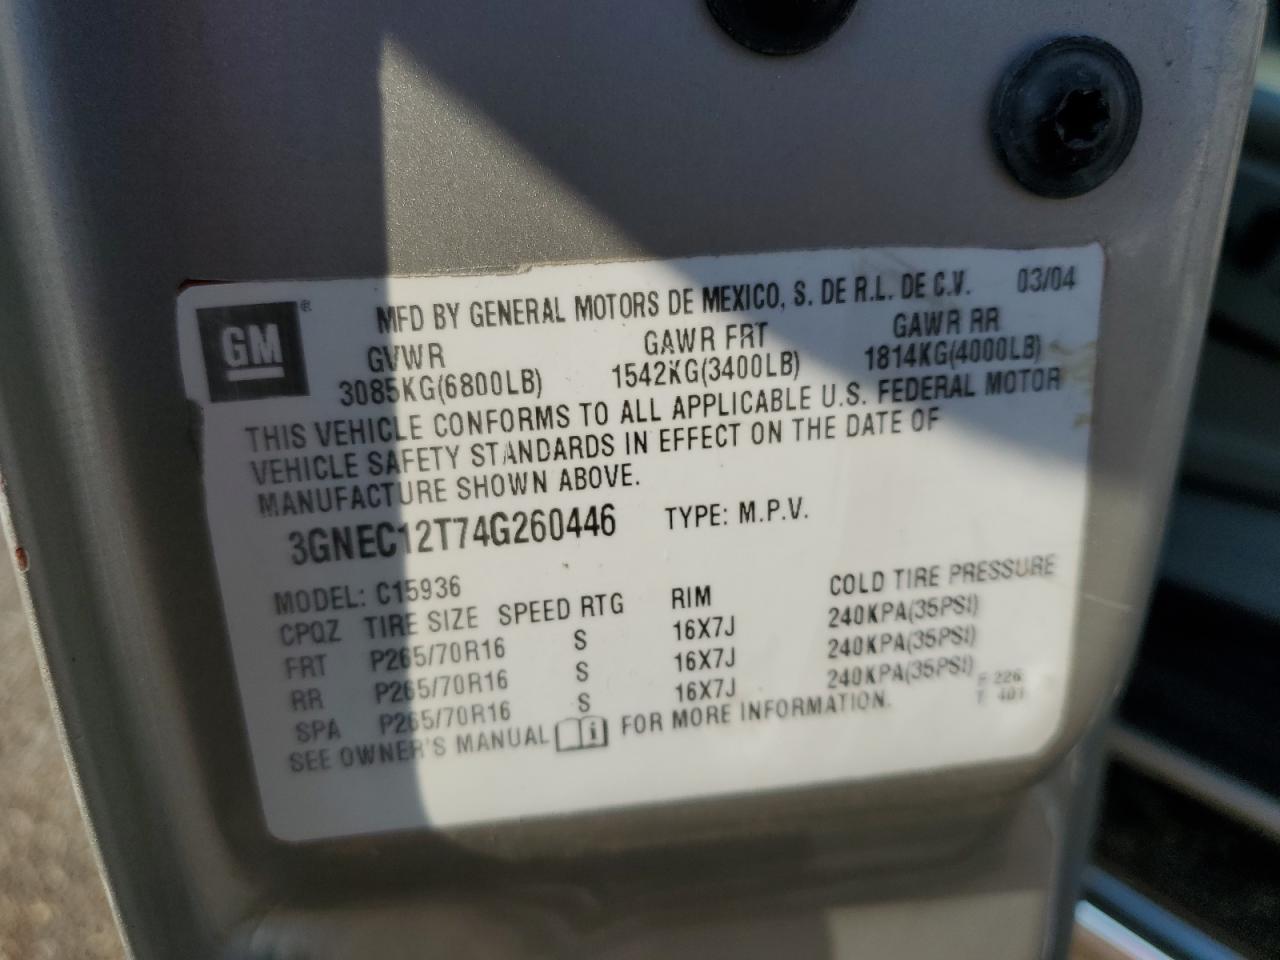 GM ®
MFD BY GENERAL MOTORS DE MEXICO, S. DE R.L. DE C.V. 03/04
GVWR GAWR FRT GAWR RR
3085KG(6800LB) 1542KG(3400LB) 1814KG(4000LB)
THIS VEHICLE CONFORMS TO ALL APPLICABLE U.S. FEDERAL MOTOR
VEHICLE SAFETY STANDARDS IN EFFECT ON THE DATE OF
MANUFACTURE SHOWN ABOVE.
3GNEC12T74G260446 TYPE: M.P.V.
MODEL: C15936
CPQZ TIRE SIZE SPEED RTG RIM COLD TIRE PRESSURE
FRT P265/70R16 S 16X7J 240KPA(35PSI)
RR P265/70R16 S 16X7J 240KPA(35PSI)
SPA P265/70R16 S 16X7J 240KPA(35PSI)
SEE OWNER'S MANUAL i FOR MORE INFORMATION.
226
401